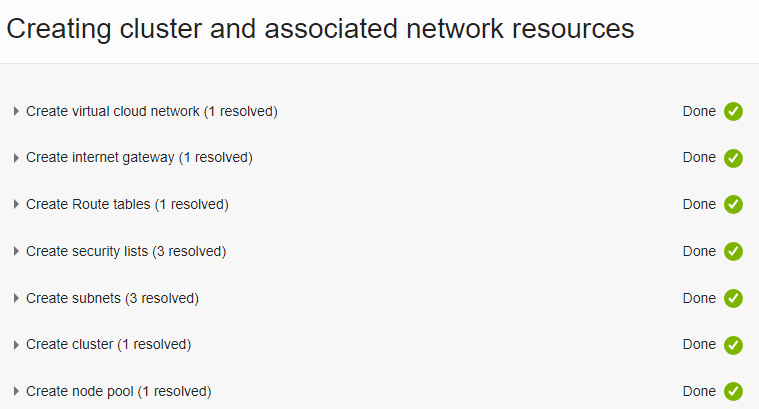 Creating cluster and associated network resources
Create virtual cloud network (1 resolved) Done
Create internet gateway (1 resolved) Done
Create Route tables (1 resolved) Done
Create security lists (3 resolved) Done
Create subnets (3 resolved) Done
Create cluster (1 resolved) Done
Create node pool (1 resolved) Done